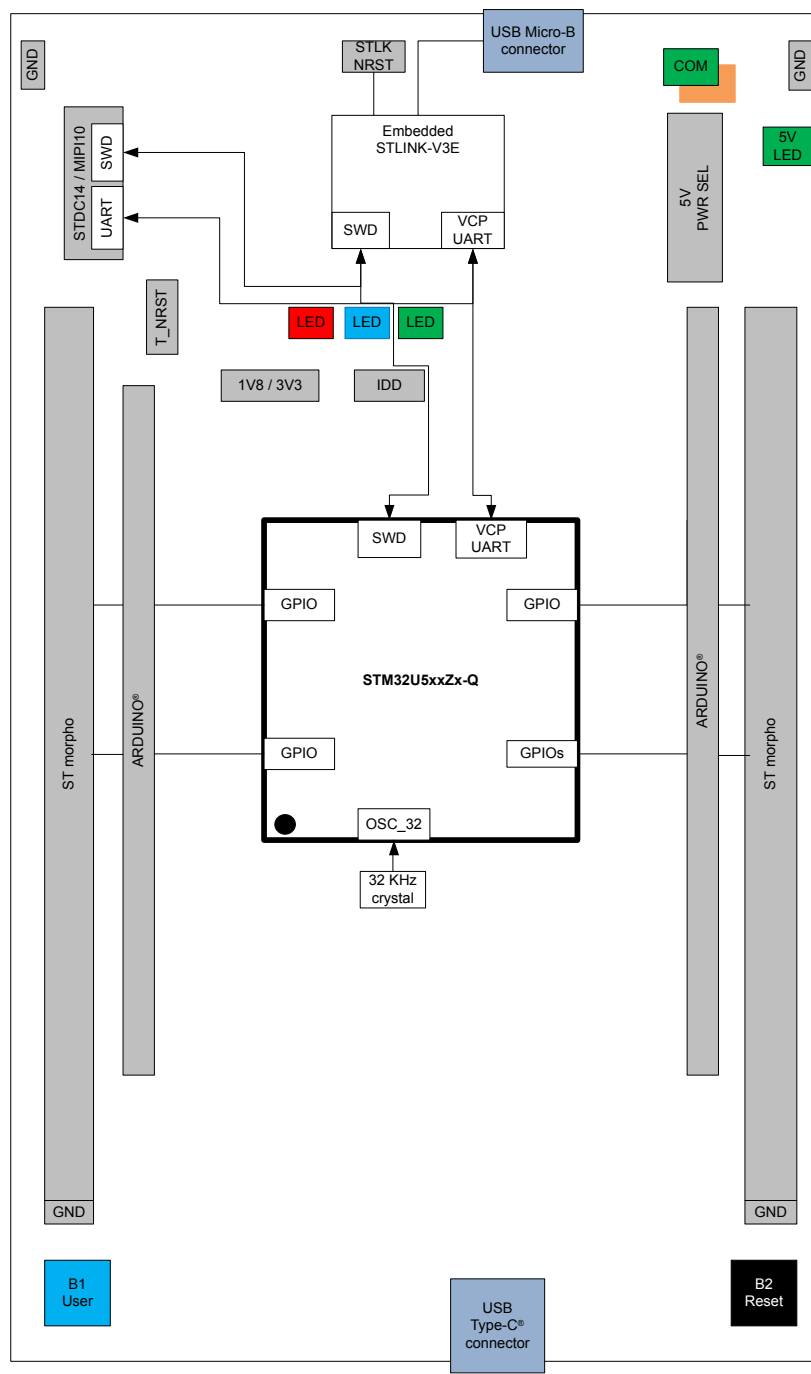 USB Micro-B
connector
GND
STLK
NRST
COM
GND
STDC14 / MIPI10
SWD
UART
Embedded
STLINK-V3E
SWD
VCP
UART
5V
PWR SEL
5V
LED
T_NRST
LED
LED
LED
1V8 / 3V3
IDD
SWD
VCP
UART
GPIO
GPIO
STM32U5xxZx-Q
ST morpho
ARDUINO®
ARDUINO®
ST morpho
GPIO
GPIOs
OSC_32
32 KHz
crystal
GND
GND
B1
User
USB
Type-C®
connector
B2
Reset